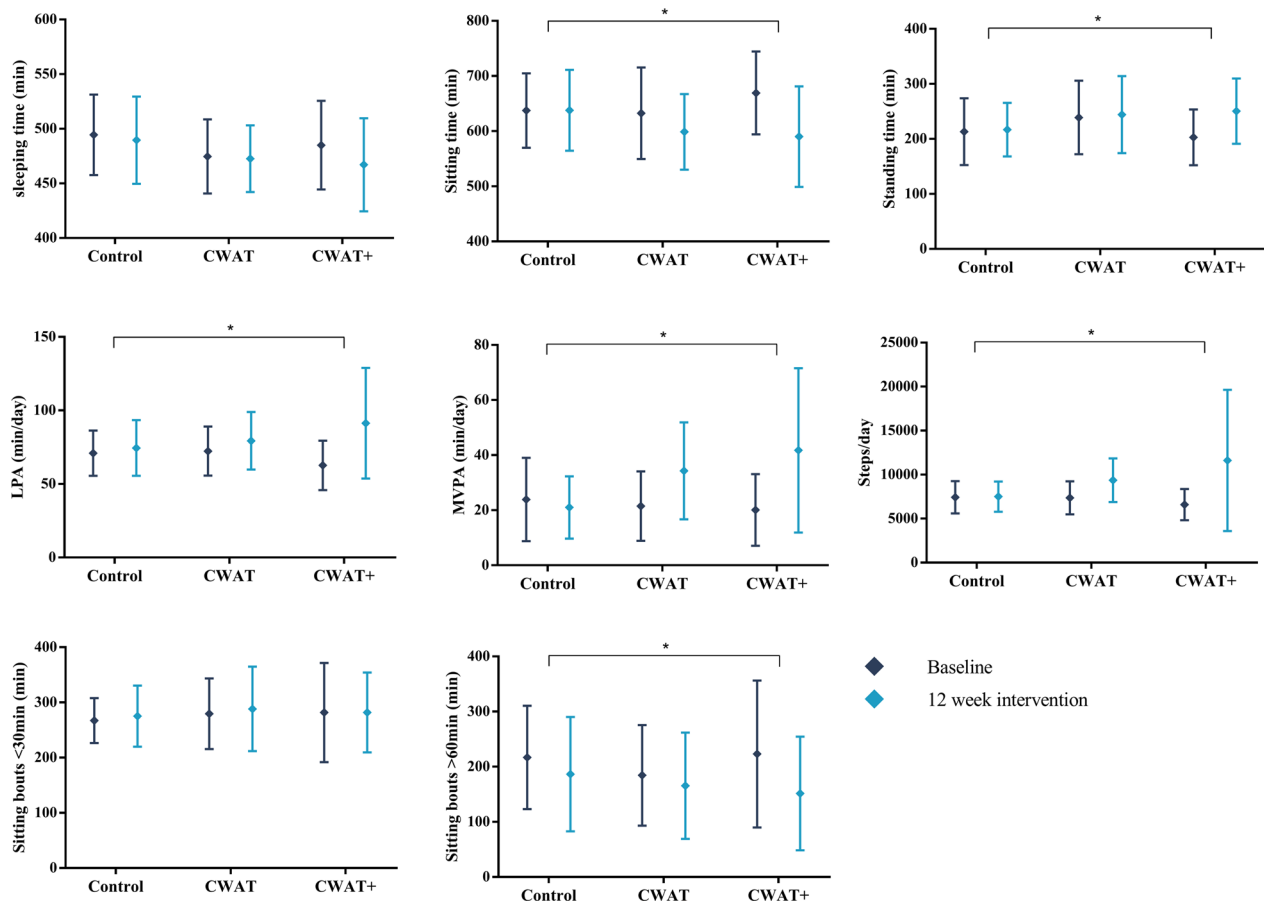 sleeping time (min)
600
550
500
450
400
Control CWAT CWAT+
Sitting time (min)
800
700
600
500
400
*
Control CWAT CWAT+
Standing time (min)
400
300
200
100
0
*
Control CWAT CWAT+
LPA (min/day)
150
100
50
0
*
Control CWAT CWAT+
MVPA (min/day)
80
60
40
20
0
*
Control CWAT CWAT+
Steps/day
25000
20000
15000
10000
5000
0
*
Control CWAT CWAT+
Sitting bouts <30min (min)
400
300
200
100
0
Control CWAT CWAT+
Sitting bouts >60min (min)
400
300
200
100
0
*
Control CWAT CWAT+
Baseline
12 week intervention